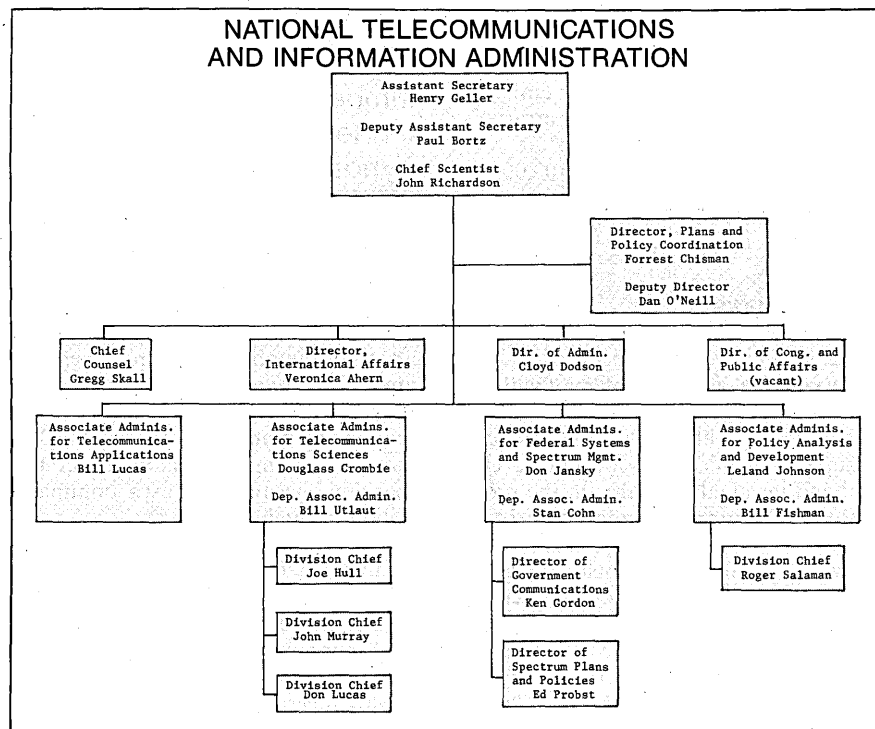 NATIONAL TELECOMMUNICATIONS
AND INFORMATION ADMINISTRATION
Assistant Secretary
Henry Geller
Deputy Assistant Secretary
Paul Bortz
Chief Scientist
John Richardson
Director, Plans and
Policy Coordination
Forrest Chisman
Deputy Director
Dan O'Neill
Chief
Counsel
Gregg Skall
Director,
International Affairs
Veronica Ahern
Dir. of Admin.
Cloyd Dodson
Dir. of Cong. and
Public Affairs
(vacant)
Associate Adminis.
for Telecommunica-
tions Applications
Bill Lucas
Associate Admins.
for Telecommunica-
tions Sciences
Douglass Crombie
Dep. Assoc. Admin.
Bill Utlaut
Associate Adminis.
for Federal Systems
and Spectrum Mgmt.
Don Jansky
Dep. Assoc. Admin.
Stan Cohn
Associate Adminis.
for Policy Analysis
and Development
Leland Johnson
Dep. Assoc. Admin.
Bill Fishman
Division Chief
Joe Hull
Division Chief
John Murray
Division Chief
Don Lucas
Director of
Government
Communications
Ken Gordon
Director of
Spectrum Plans
and Policies
Ed Probst
Division Chief
Roger Salaman